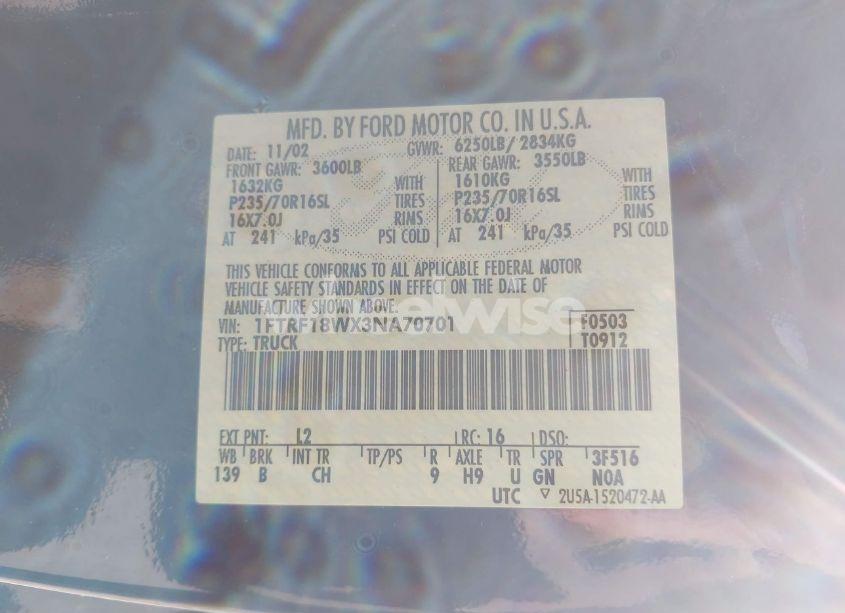 MFD. BY FORD MOTOR CO. IN U.S.A.
DATE: 11/02 GVWR: 6250LB/ 2834KG
FRONT GAWR: 3600LB REAR GAWR: 3550LB
1632KG WITH 1610KG WITH
P235/70R16SL TIRES P235/70R16SL TIRES
16X7.0J RIMS 16X7.0J RIMS
AT 241 kPa/35 PSI COLD AT 241 kPa/35 PSI COLD
THIS VEHICLE CONFORMS TO ALL APPLICABLE FEDERAL MOTOR
VEHICLE SAFETY STANDARDS IN EFFECT ON THE DATE OF
MANUFACTURE SHOWN ABOVE.
VIN: 1FTRF18WX3NA70701 F0503
TYPE: TRUCK T0912
EXT PNT: L2 RC: 16 DSO:
WB BRK INT TR TP/PS R AXLE TR SPR 3F516
139 B CH 9 H9 U GN NOA
UTC ▽ 2U5A-1520472-AA